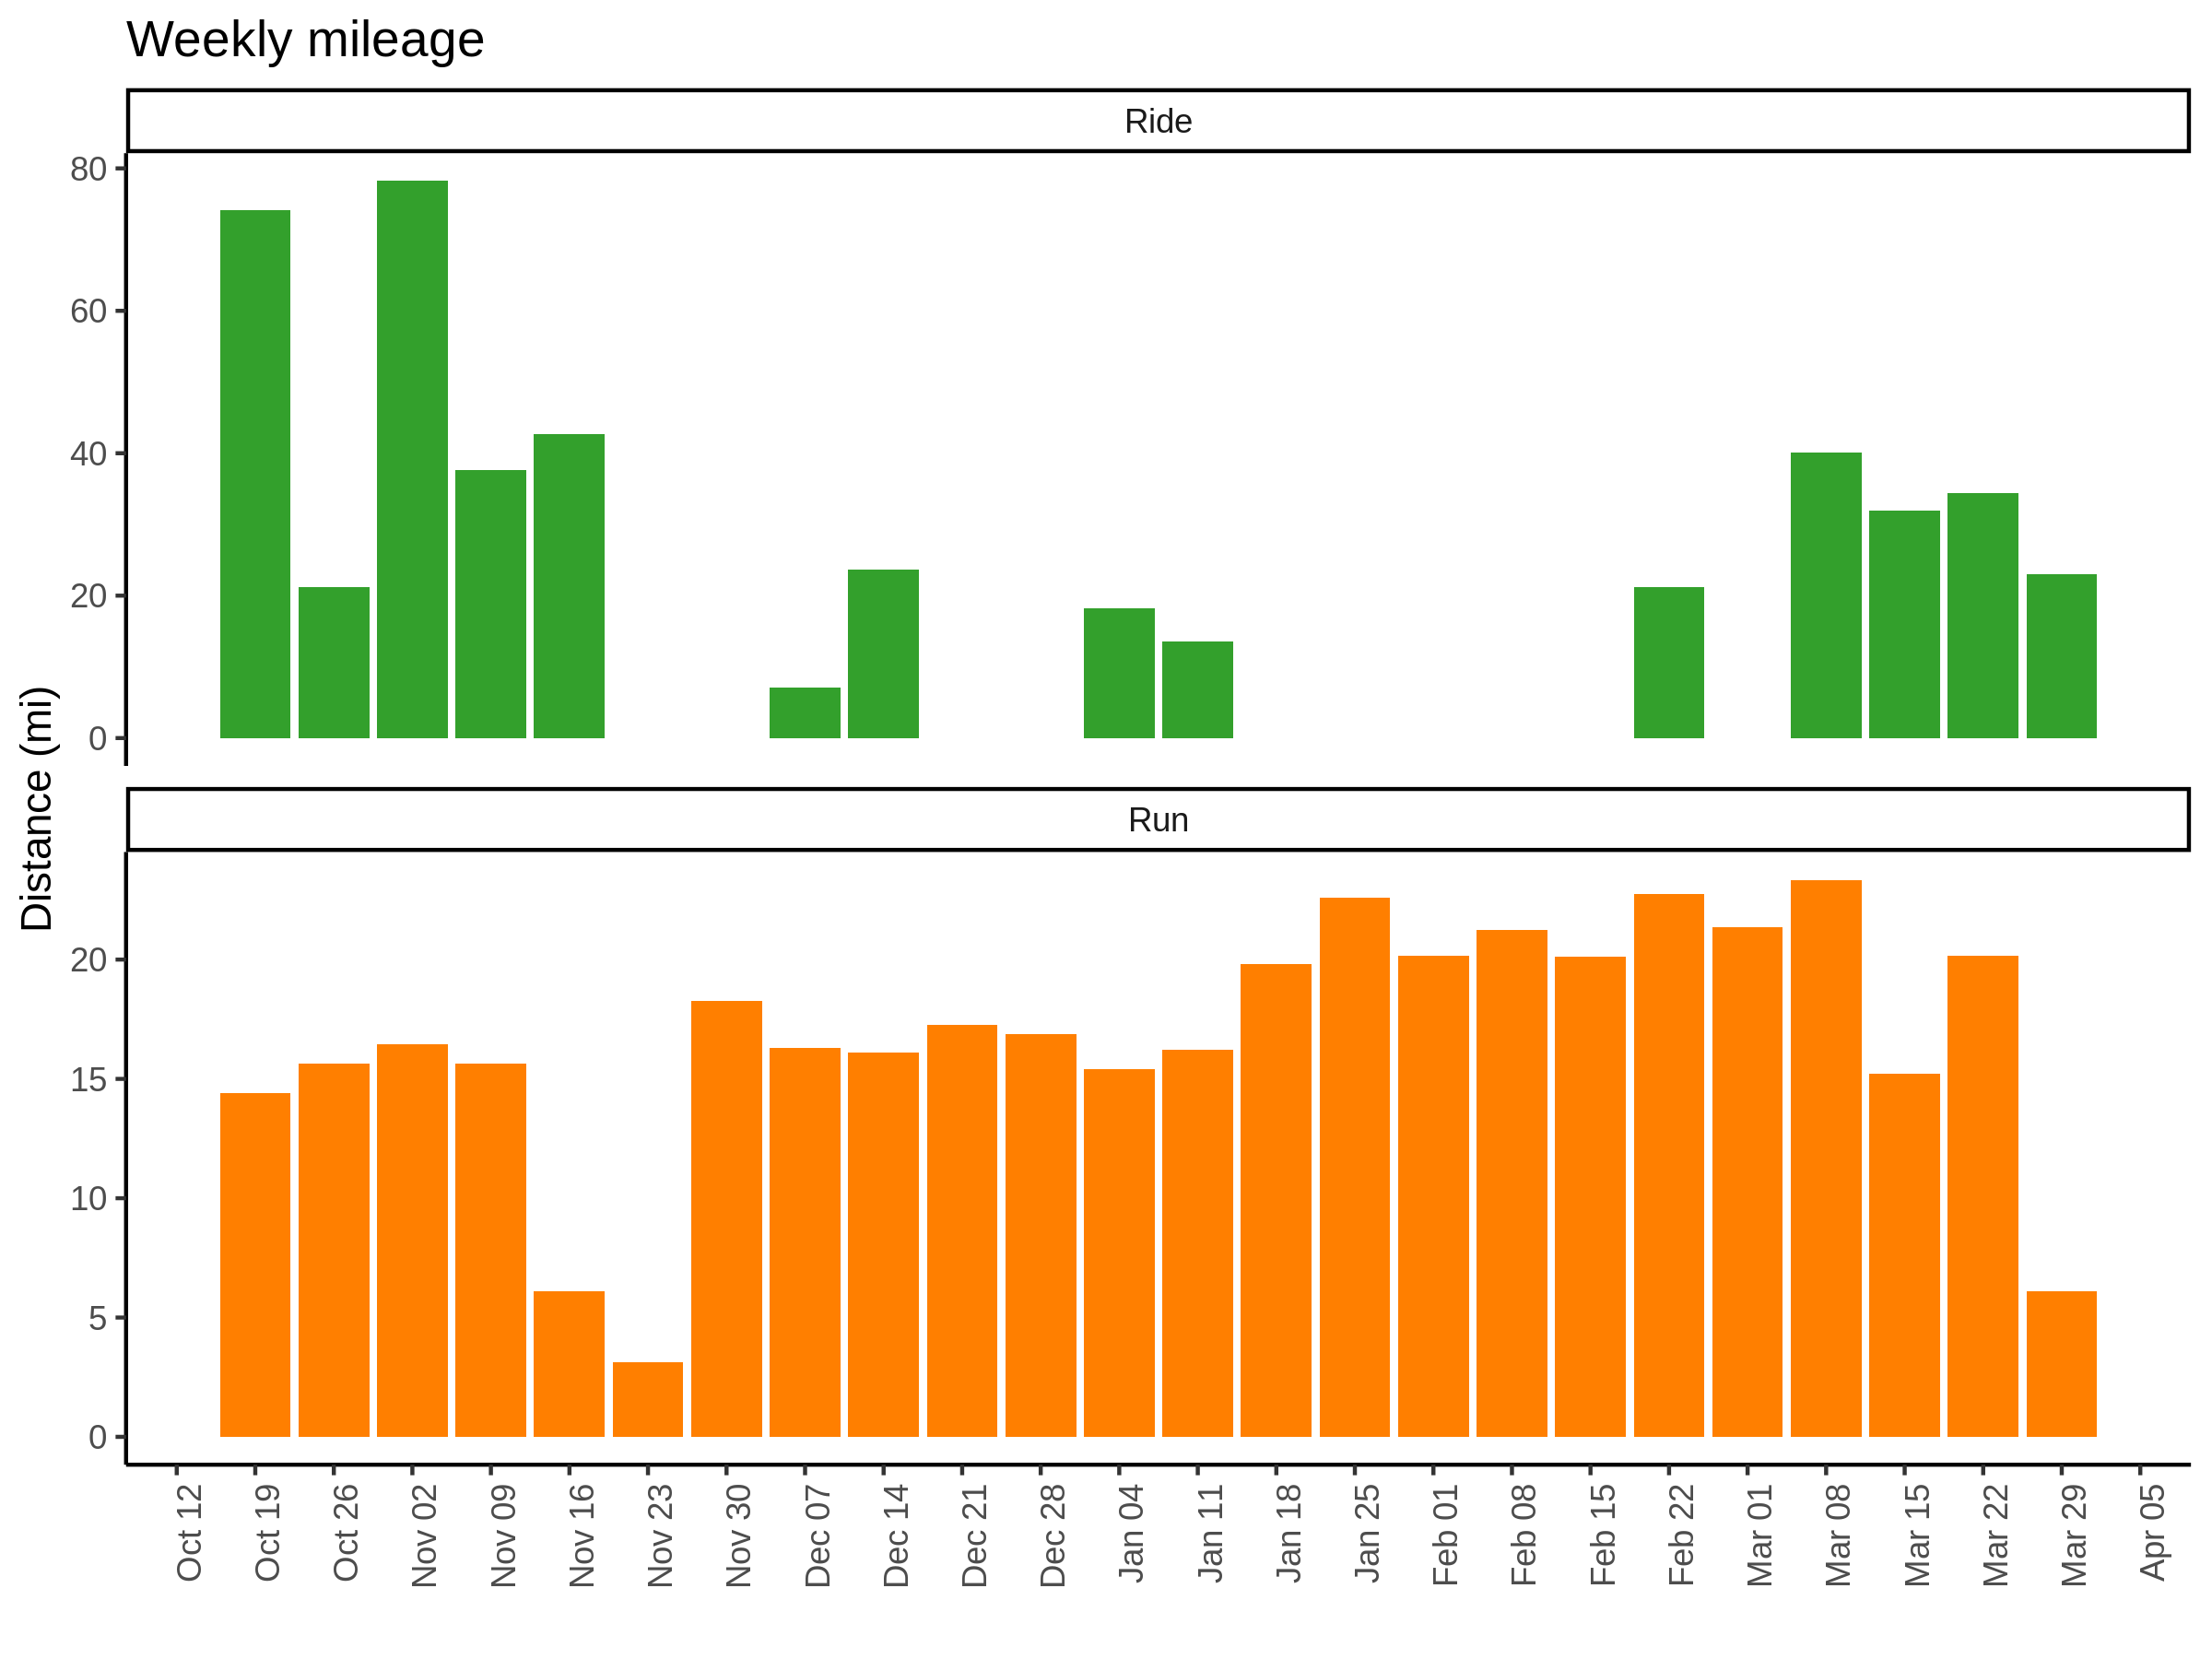 Weekly mileage
Ride
80
60
40
20
0
Distance (mi)
Run
20
15
10
5
0
Oct 12
Oct 19
Oct 26
Nov 02
Nov 09
Nov 16
Nov 23
Nov 30
Dec 07
Dec 14
Dec 21
Dec 28
Jan 04
Jan 11
Jan 18
Jan 25
Feb 01
Feb 08
Feb 15
Feb 22
Mar 01
Mar 08
Mar 15
Mar 22
Mar 29
Apr 05